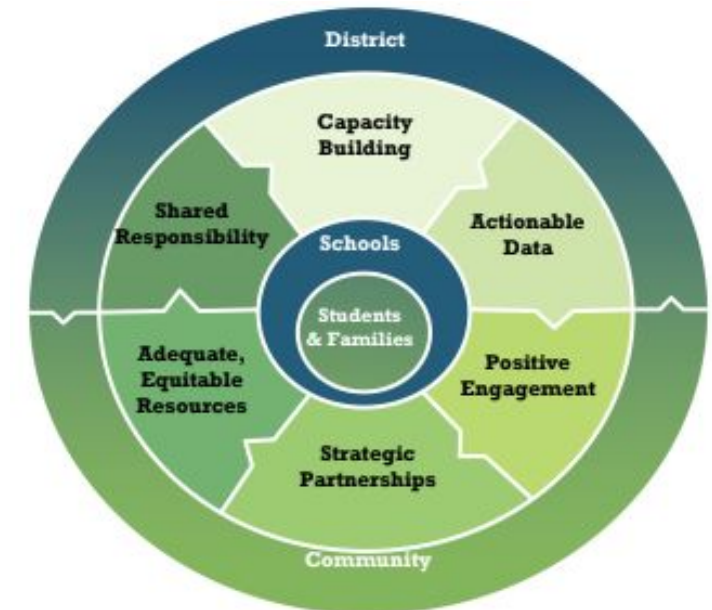 District
Capacity
Building
Shared
Responsibility
Actionable
Data
Schools
Students
& Families
Adequate,
Equitable
Resources
Positive
Engagement
Strategic
Partnerships
Community